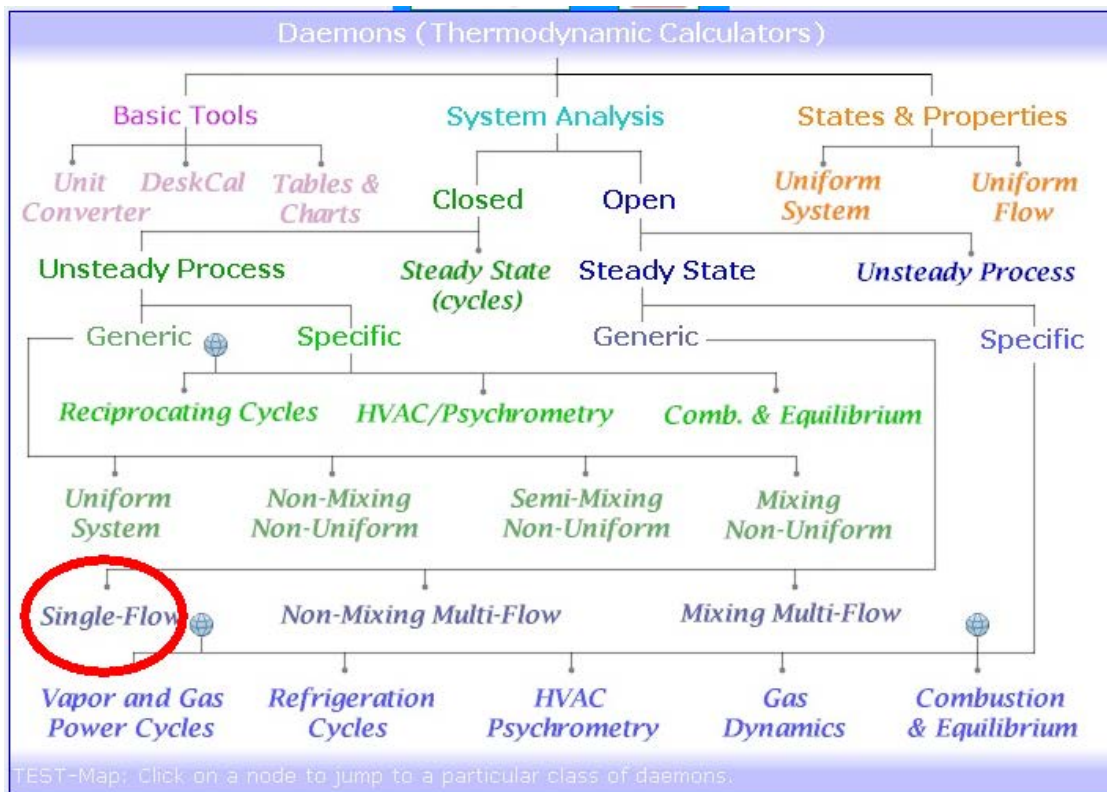 Daemons (Thermodynamic Calculators)
Basic Tools
System Analysis
States & Properties
Unit
Converter
DeskCal
Tables &
Charts
Closed
Open
Uniform
System
Uniform
Flow
Unsteady Process
Steady State
(cycles)
Steady State
Unsteady Process
Generic
Specific
Generic
Specific
Reciprocating Cycles
HVAC/Psychrometry
Comb. & Equilibrium
Uniform
System
Non-Mixing
Non-Uniform
Semi-Mixing
Non-Uniform
Mixing
Non-Uniform
Single-Flow
Non-Mixing Multi-Flow
Mixing Multi-Flow
Vapor and Gas
Power Cycles
Refrigeration
Cycles
HVAC
Psychrometry
Gas
Dynamics
Combustion
& Equilibrium
TEST-Map: Click on a node to jump to a particular class of daemons.